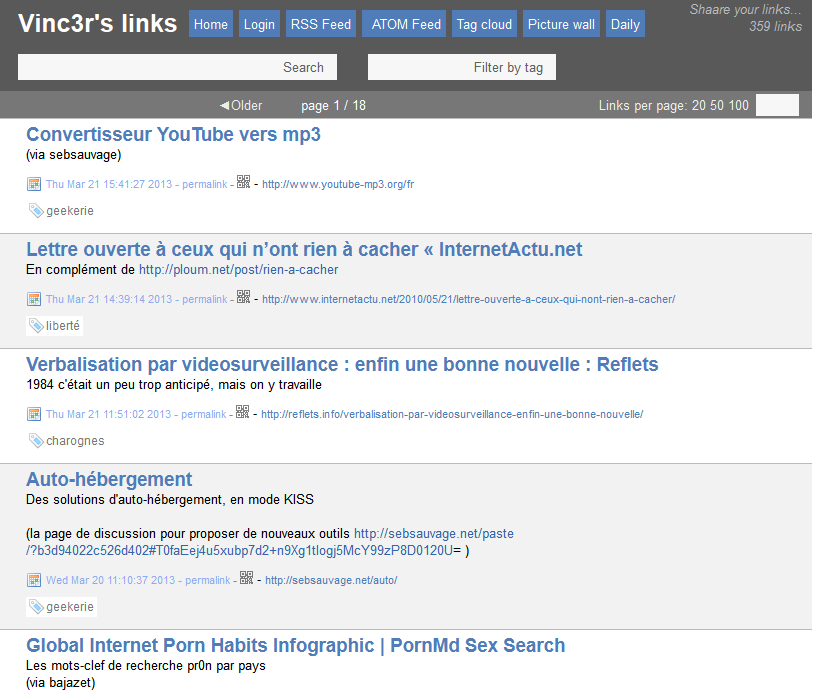 Vinc3r's links Home Login RSS Feed ATOM Feed Tag cloud Picture wall Daily
Shaare your links...
359 links
Search Filter by tag
◄Older page 1 / 18 Links per page: 20 50 100
Convertisseur YouTube vers mp3
(via sebsauvage)
Thu Mar 21 15:41:27 2013 - permalink - - http://www.youtube-mp3.org/fr
geekerie
Lettre ouverte à ceux qui n’ont rien à cacher « InternetActu.net
En complément de http://ploum.net/post/rien-a-cacher
Thu Mar 21 14:39:14 2013 - permalink - - http://www.internetactu.net/2010/05/21/lettre-ouverte-a-ceux-qui-nont-rien-a-cacher/
liberté
Verbalisation par videosurveillance : enfin une bonne nouvelle : Reflets
1984 c'était un peu trop anticipé, mais on y travaille
Thu Mar 21 11:51:02 2013 - permalink - - http://reflets.info/verbalisation-par-videosurveillance-enfin-une-bonne-nouvelle/
charognes
Auto-hébergement
Des solutions d'auto-hébergement, en mode KISS
(la page de discussion pour proposer de nouveaux outils http://sebsauvage.net/paste
/?b3d94022c526d402#T0faEej4u5xubp7d2+n9Xg1tlogj5McY99zP8D0120U= )
Wed Mar 20 11:10:37 2013 - permalink - - http://sebsauvage.net/auto/
geekerie
Global Internet Porn Habits Infographic | PornMd Sex Search
Les mots-clef de recherche pr0n par pays
(via bajazet)